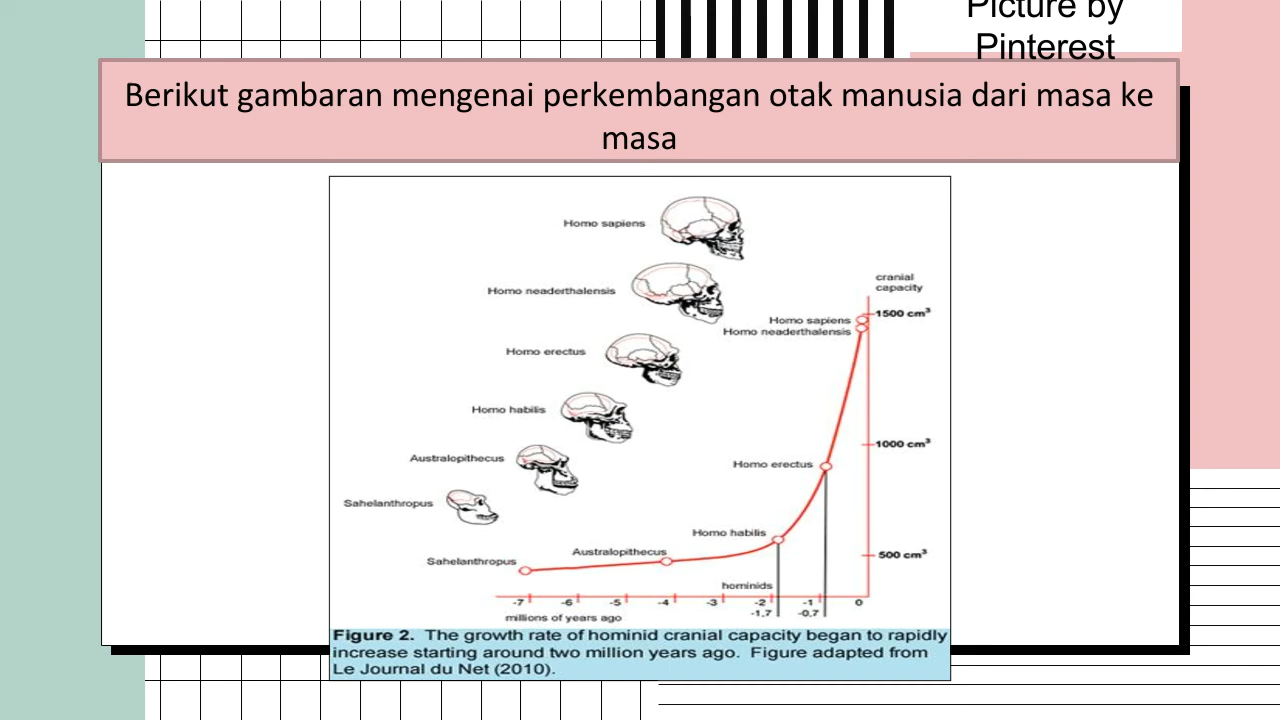 Picture by
Pinterest
Berikut gambaran mengenai perkembangan otak manusia dari masa ke
masa
Homo sapiens
Homo neaderthalensis
Homo erectus
Homo habilis
Australopithecus
Sahelanthropus
cranial
capacity
1500 cm³
Homo sapiens
Homo neaderthalensis
1000 cm³
Homo erectus
Homo habilis
500 cm³
Australopithecus
Sahelanthropus
hominids
-7 -6 -5 -4 -3 -2 -1 0
-1,7 -0,7
millions of years ago
Figure 2. The growth rate of hominid cranial capacity began to rapidly
increase starting around two million years ago. Figure adapted from
Le Journal du Net (2010).